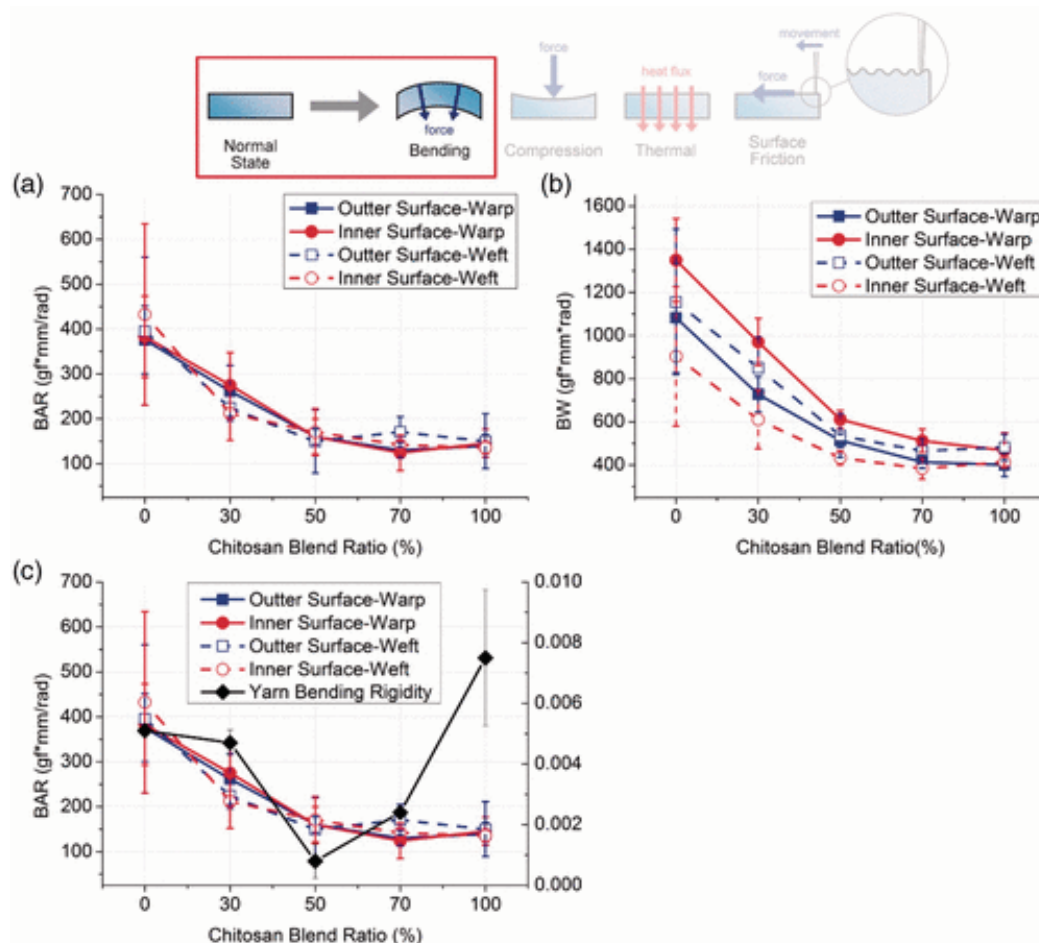 force
movement
heat flux
force
force
Normal
State
Bending
Compression
Thermal
Surface
Friction
(a)
700
600
500
400
300
200
100
BAR (gf*mm/rad)
Outter Surface-Warp
Inner Surface-Warp
Outter Surface-Weft
Inner Surface-Weft
0 30 50 70 100
Chitosan Blend Ratio (%)
(b)
1600
1400
1200
1000
800
600
400
BW (gf*mm*rad)
Outter Surface-Warp
Inner Surface-Warp
Outter Surface-Weft
Inner Surface-Weft
0 30 50 70 100
Chitosan Blend Ratio(%)
(c)
700
600
500
400
300
200
100
BAR (gf*mm/rad)
Outter Surface-Warp
Inner Surface-Warp
Outter Surface-Weft
Inner Surface-Weft
Yarn Bending Rigidity
0.010
0.008
0.006
0.004
0.002
0.000
0 30 50 70 100
Chitosan Blend Ratio (%)